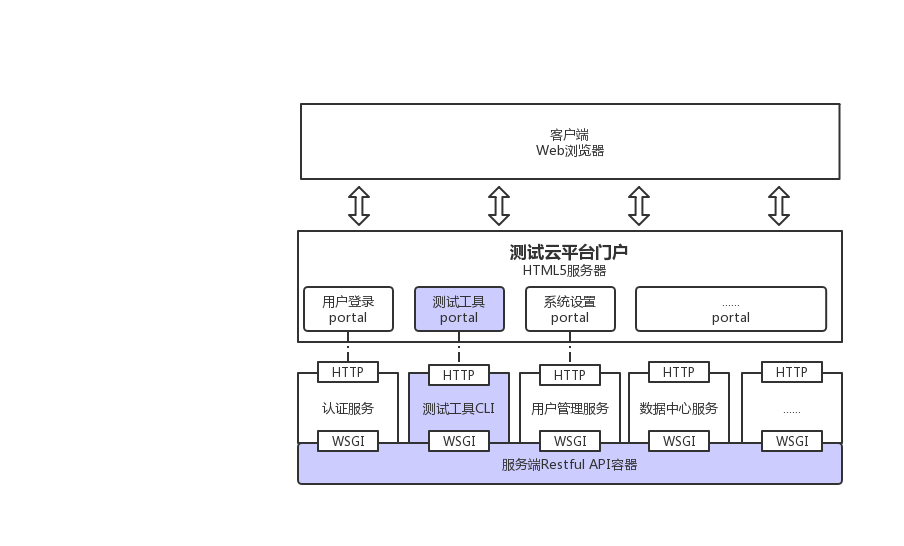 客户端
Web浏览器
测试云平台门户
HTML5服务器
用户登录
portal
测试工具
portal
系统设置
portal
......
portal
HTTP
HTTP
HTTP
HTTP
HTTP
认证服务
测试工具CLI
用户管理服务
数据中心服务
......
WSGI
WSGI
WSGI
WSGI
WSGI
服务端Restful API容器